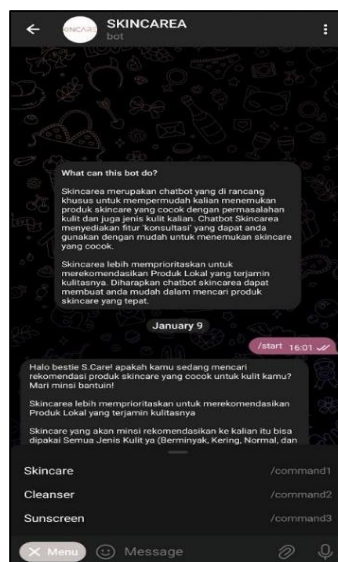 SKINCARE
SKINCAREA
bot
What can this bot do?
Skincarea merupakan chatbot yang di rancang
khusus untuk mempermudah kalian menemukan
produk skincare yang cocok dengan permasalahan
kulit dan juga jenis kulit kalian. Chatbot Skincarea
menyediakan fitur 'konsultasi' yang dapat anda
gunakan dengan mudah untuk menemukan skincare
yang cocok.
Skincarea lebih memprioritaskan untuk
merekomendasikan Produk Lokal yang terjamin
kulitasnya. Diharapkan chatbot skincarea dapat
membuat anda mudah dalam mencari produk
skincare yang tepat.
January 9
/start 16:01
Halo bestie S.Care! apakah kamu sedang mencari
rekomendasi produk skincare yang cocok untuk kulit kamu?
Mari minsi bantuin!
Skincarea lebih memprioritaskan untuk merekomendasikan
Produk Lokal yang terjamin kulitasnya
Skincare yang akan minsi rekomendasikan ke kalian itu bisa
dipakai Semua Jenis Kulit ya (Berminyak, Kering, Normal, dan
Skincare /command1
Cleanser /command2
Sunscreen /command3
Menu Message